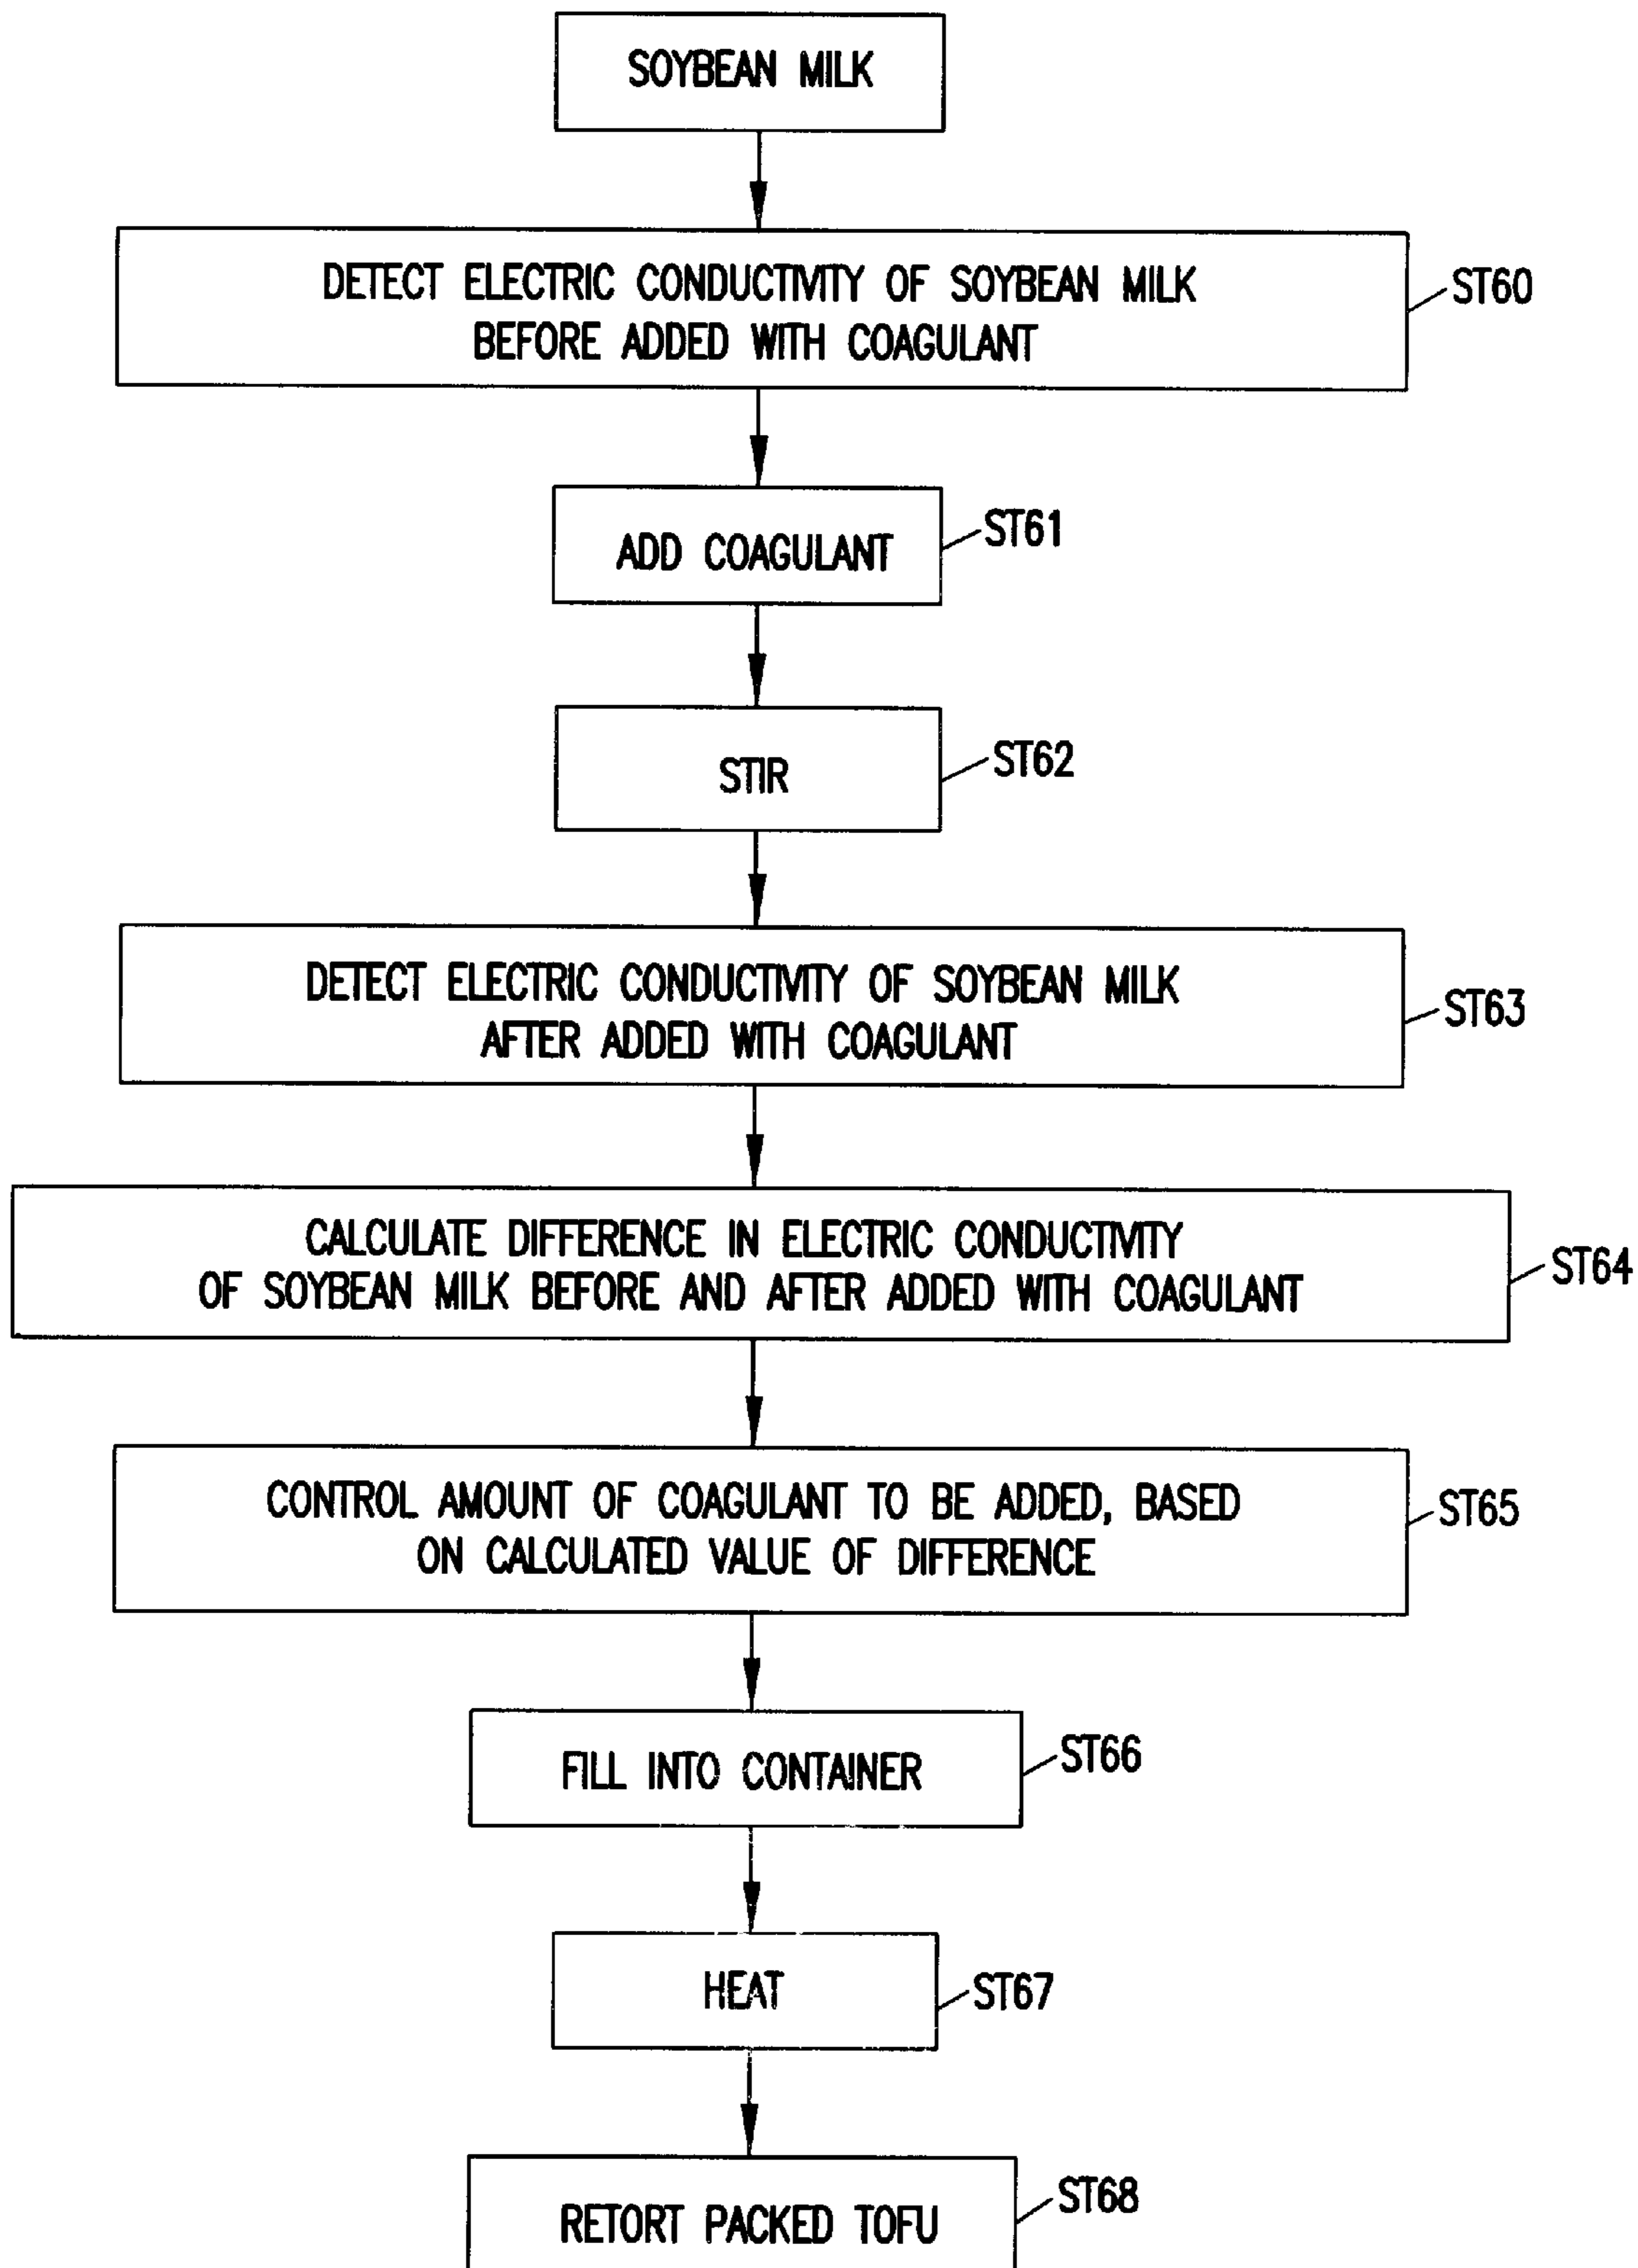 SOYBEAN MILK
DETECT ELECTRIC CONDUCTIVITY OF SOYBEAN MILK
BEFORE ADDED WITH COAGULANT
ST60
ADD COAGULANT
ST61
STIR
ST62
DETECT ELECTRIC CONDUCTIVITY OF SOYBEAN MILK
AFTER ADDED WITH COAGULANT
ST63
CALCULATE DIFFERENCE IN ELECTRIC CONDUCTIVITY
OF SOYBEAN MILK BEFORE AND AFTER ADDED WITH COAGULANT
ST64
CONTROL AMOUNT OF COAGULANT TO BE ADDED, BASED
ON CALCULATED VALUE OF DIFFERENCE
ST65
FILL INTO CONTAINER
ST66
HEAT
ST67
RETORT PACKED TOFU
ST68